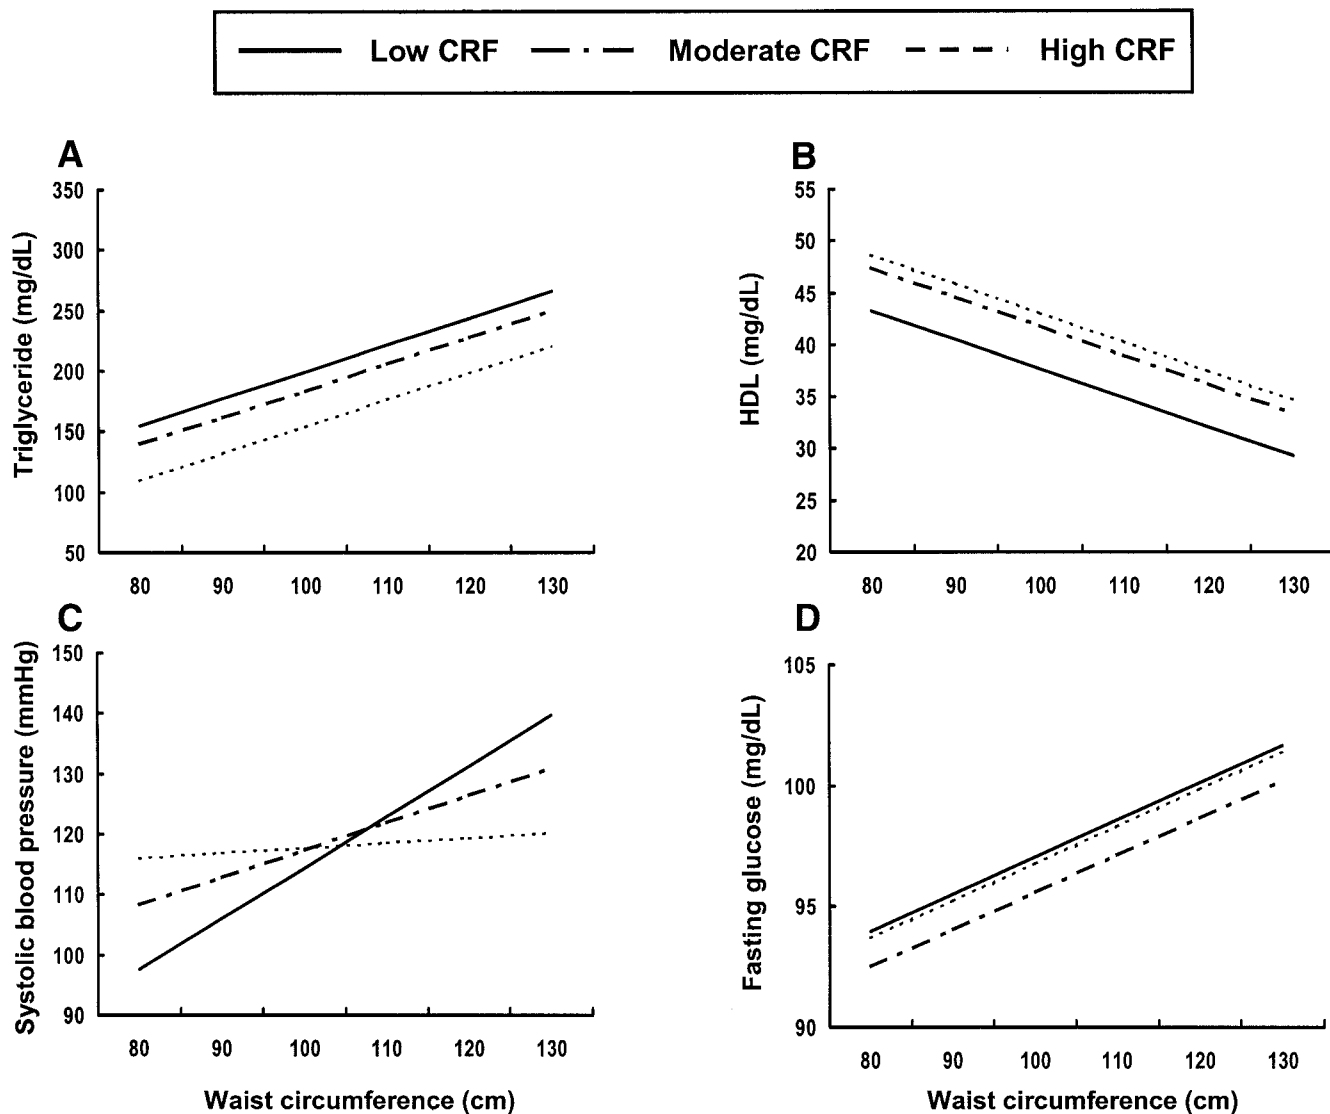 Low CRF Moderate CRF High CRF
A
Triglyceride (mg/dL)
350
300
250
200
150
100
50
80 90 100 110 120 130
B
HDL (mg/dL)
55
50
45
40
35
30
25
20
80 90 100 110 120 130
C
Systolic blood pressure (mmHg)
150
140
130
120
110
100
90
80 90 100 110 120 130
Waist circumference (cm)
D
Fasting glucose (mg/dL)
105
100
95
90
80 90 100 110 120 130
Waist circumference (cm)